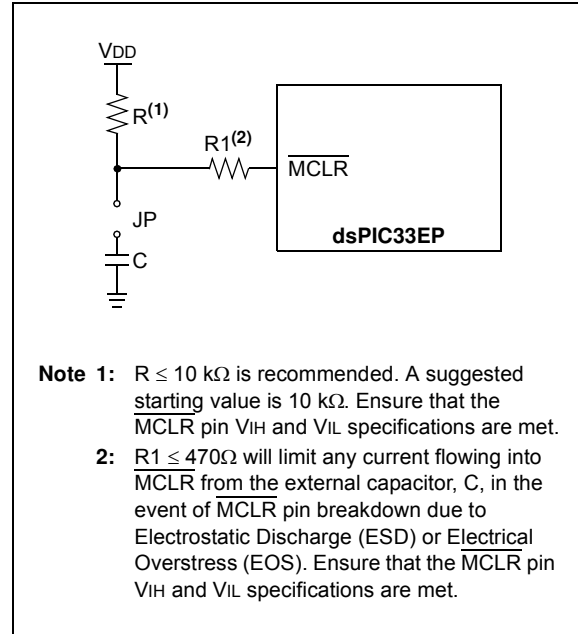 VDD
R(1)
R1(2)
MCLR
JP
dsPIC33EP
C
Note 1: R ≤ 10 kΩ is recommended. A suggested
starting value is 10 kΩ. Ensure that the
MCLR pin VIH and VIL specifications are met.
2: R1 ≤ 470Ω will limit any current flowing into
MCLR from the external capacitor, C, in the
event of MCLR pin breakdown due to
Electrostatic Discharge (ESD) or Electrical
Overstress (EOS). Ensure that the MCLR pin
VIH and VIL specifications are met.